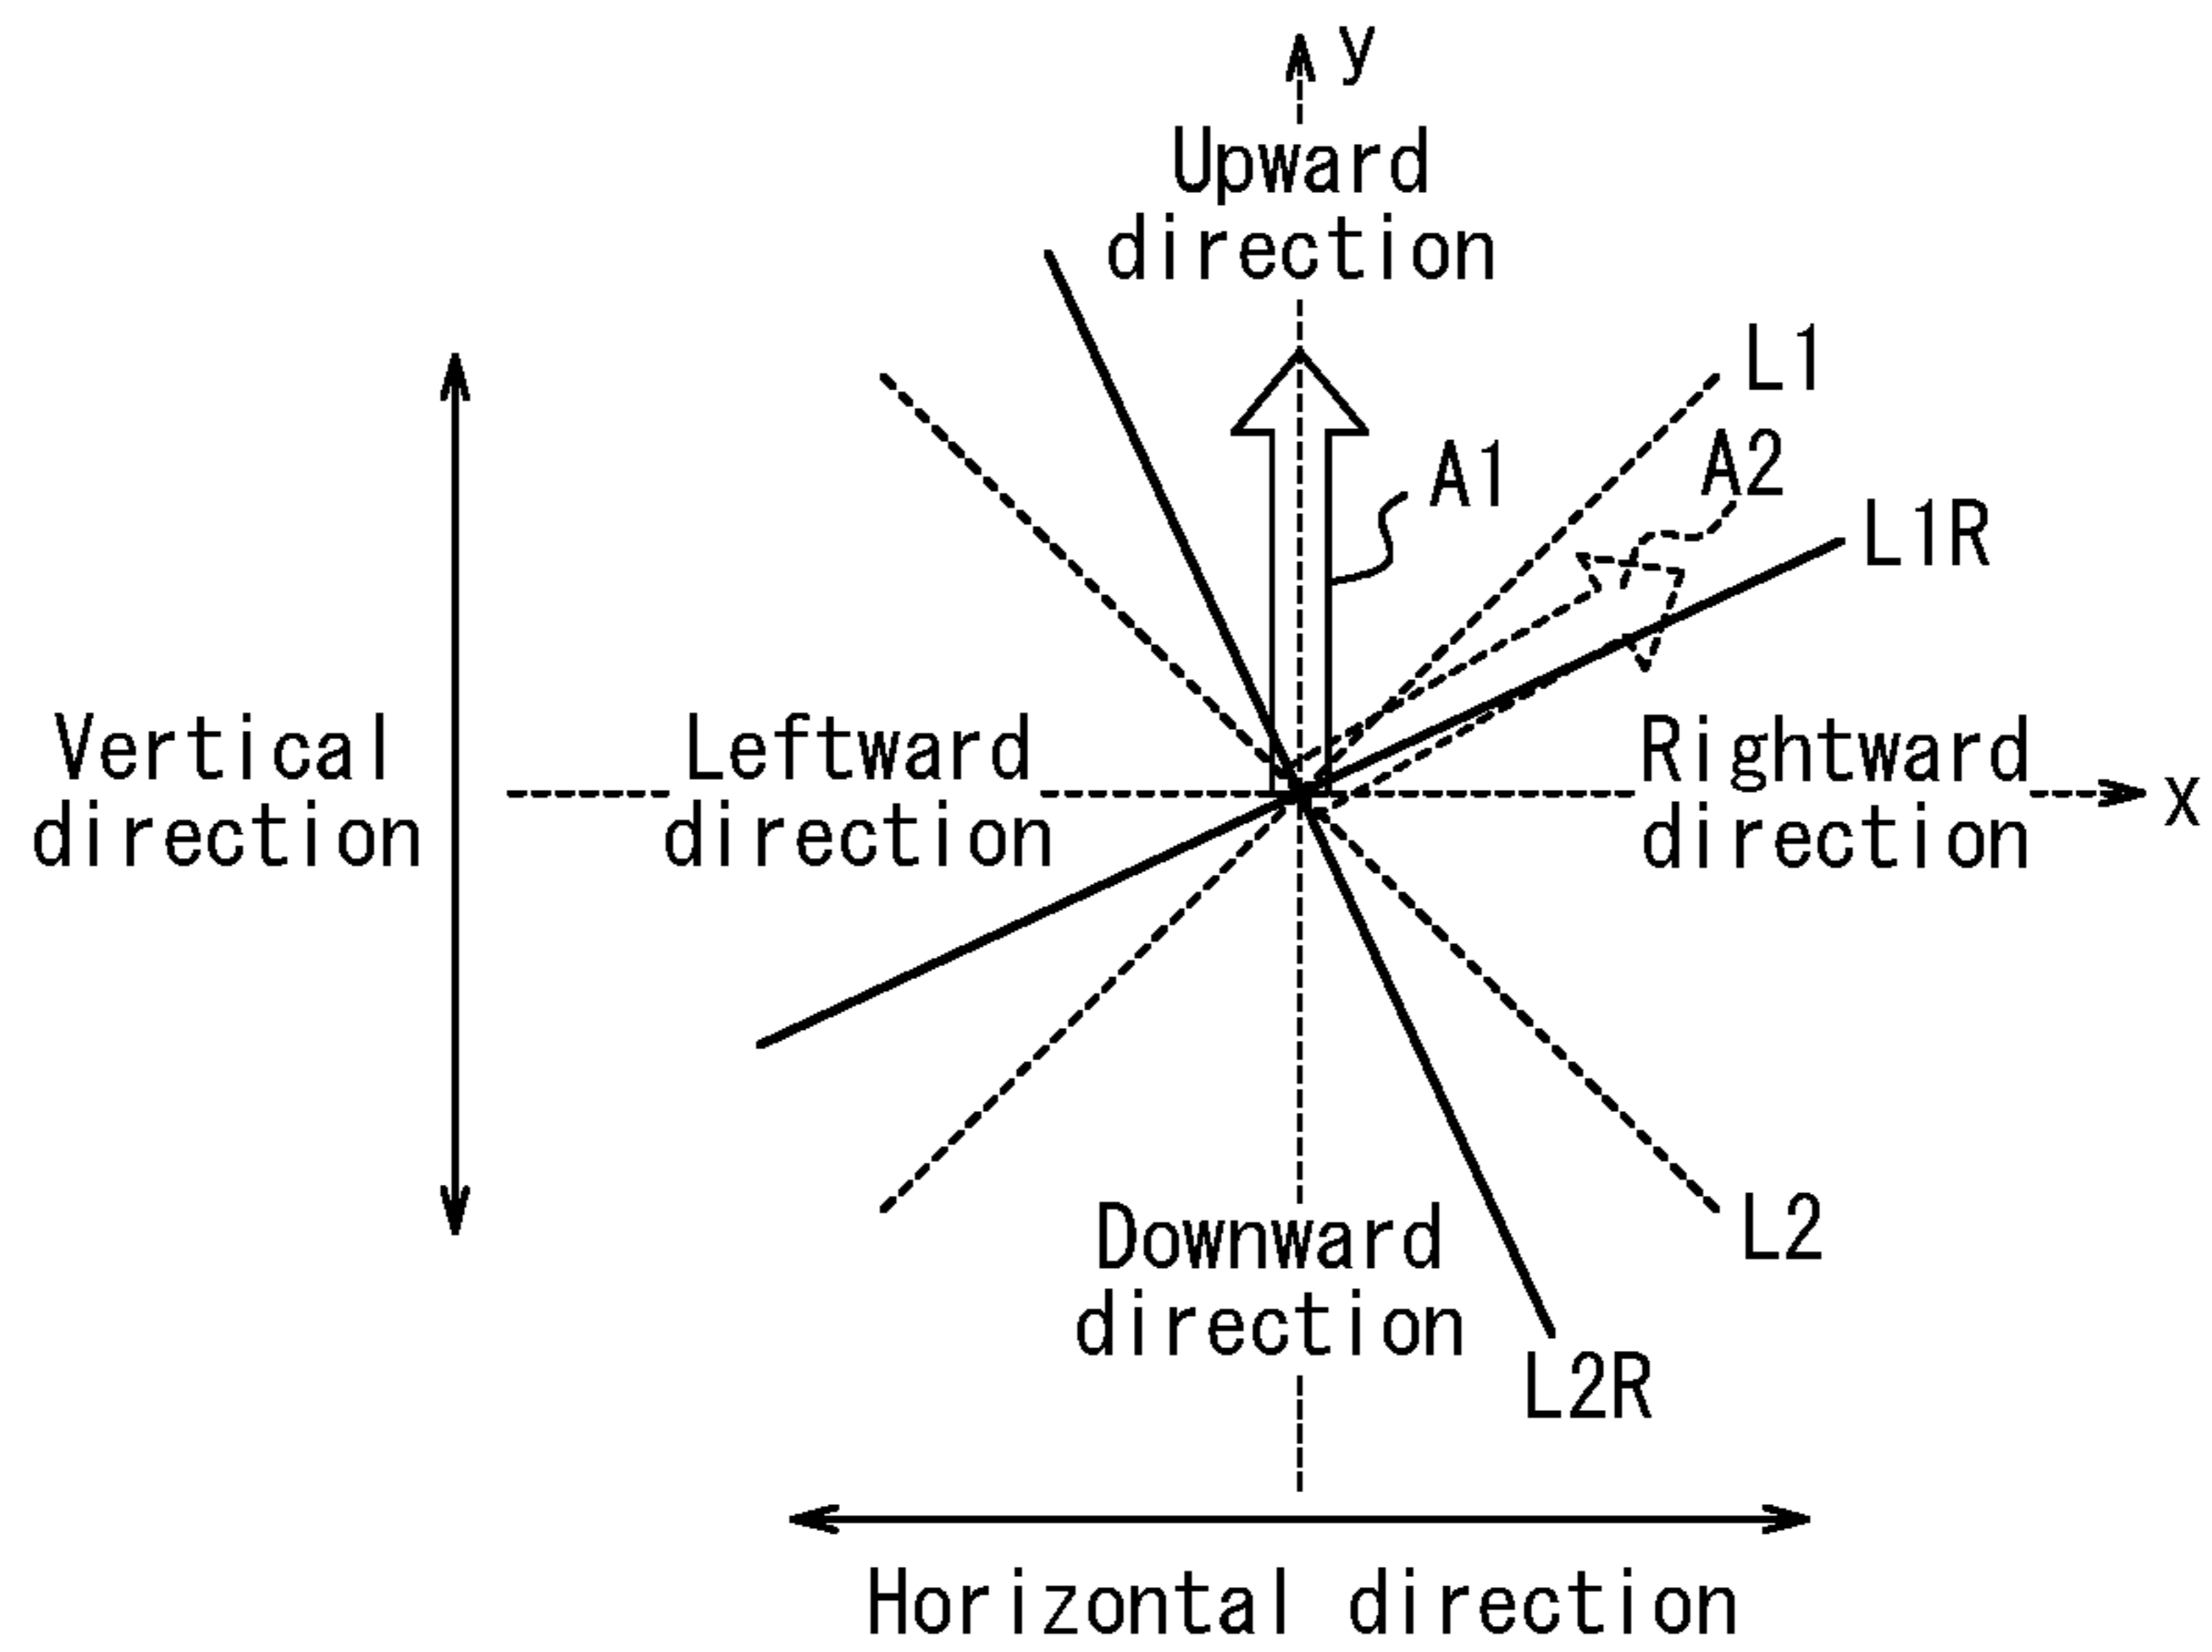 y
Upward
direction
L1
A2
A1
L1R
Vertical
direction
Leftward
direction
Rightward
direction
x
Downward
direction
L2
L2R
Horizontal direction